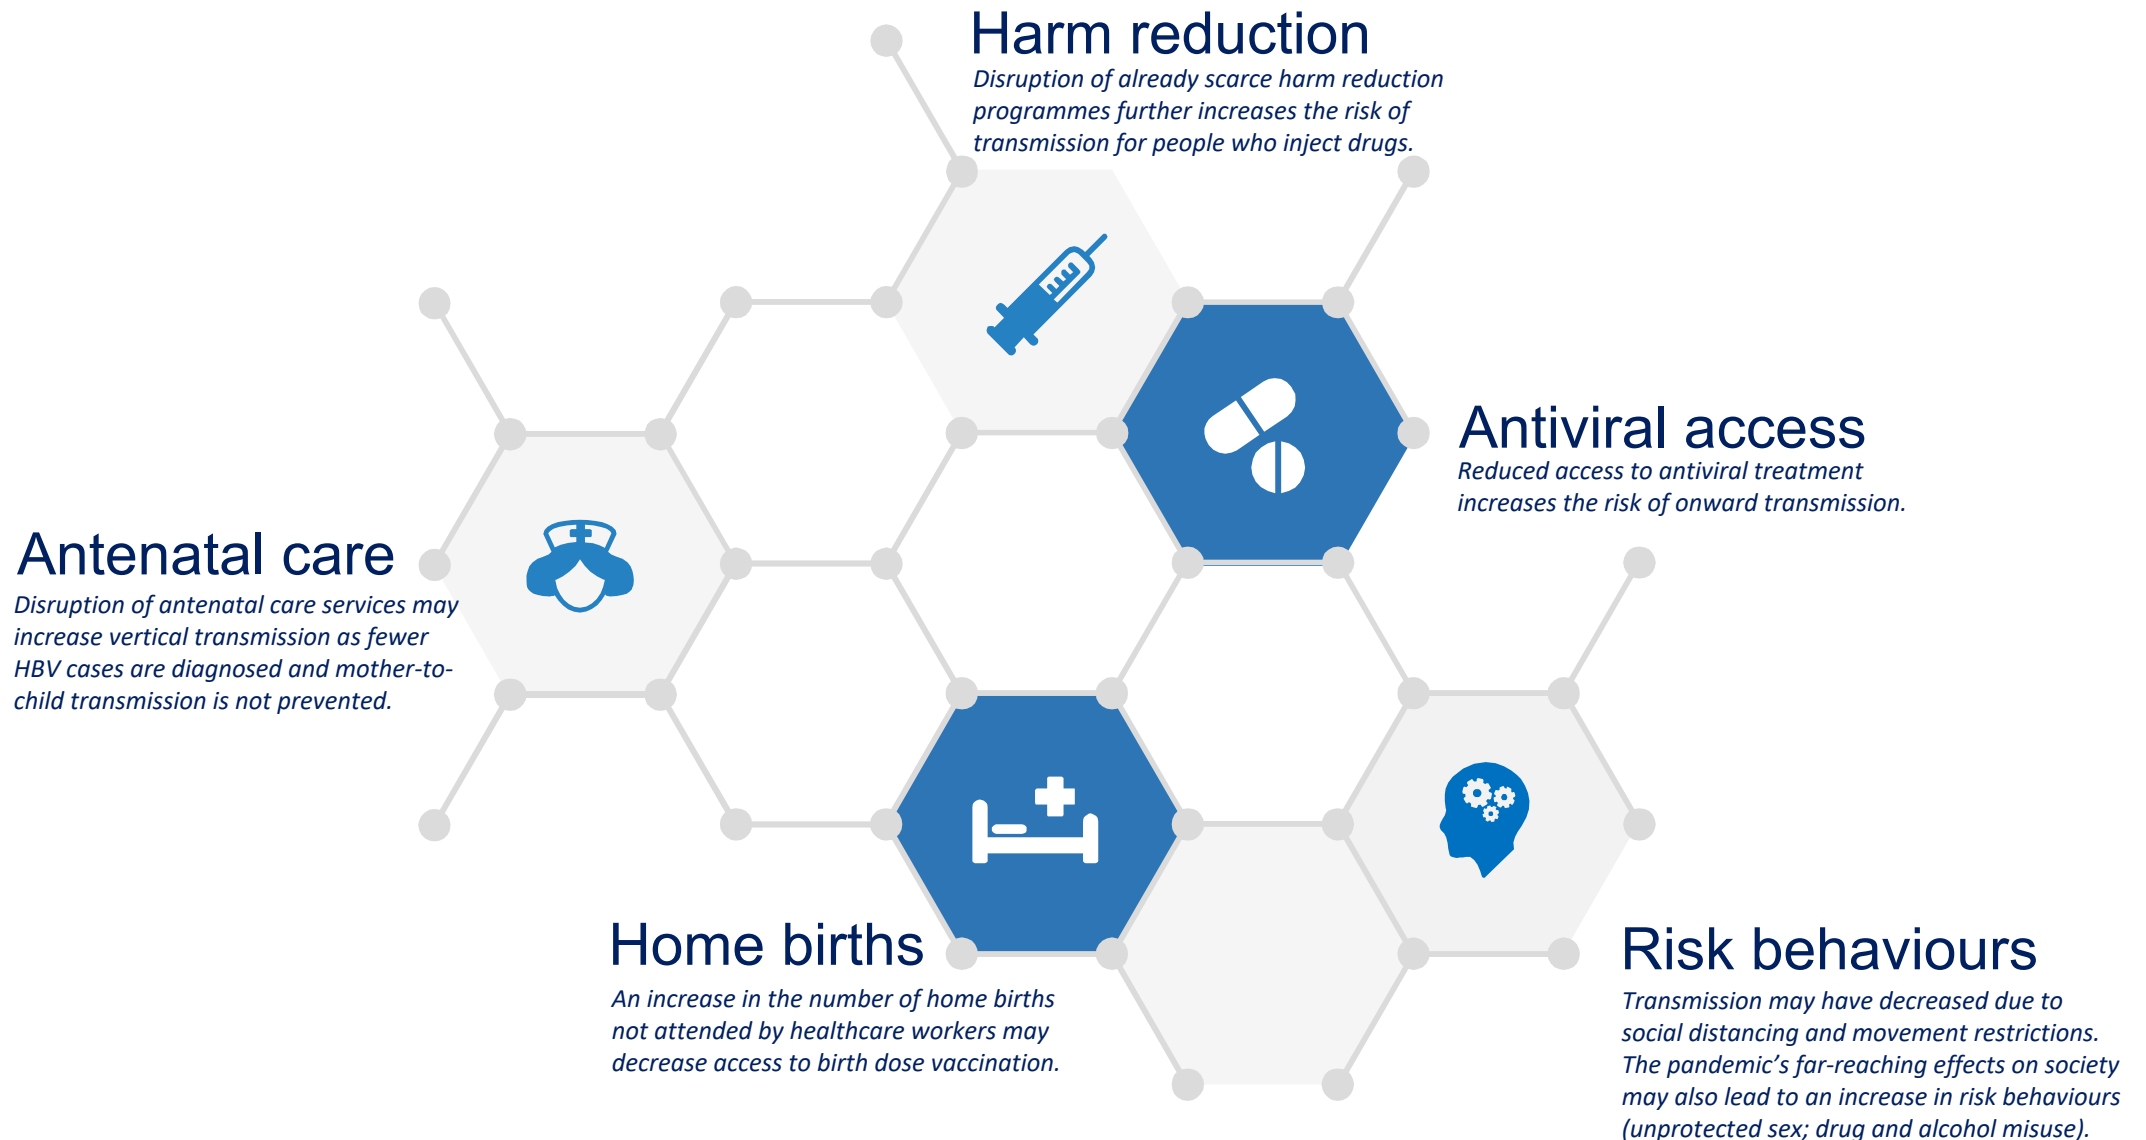 Harm reduction
Disruption of already scarce harm reduction
programmes further increases the risk of
transmission for people who inject drugs.
Antiviral access
Reduced access to antiviral treatment
increases the risk of onward transmission.
Antenatal care
Disruption of antenatal care services may
increase vertical transmission as fewer
HBV cases are diagnosed and mother-to-
child transmission is not prevented.
Home births
An increase in the number of home births
not attended by healthcare workers may
decrease access to birth dose vaccination.
Risk behaviours
Transmission may have decreased due to
social distancing and movement restrictions.
The pandemic’s far-reaching effects on society
may also lead to an increase in risk behaviours
(unprotected sex; drug and alcohol misuse).